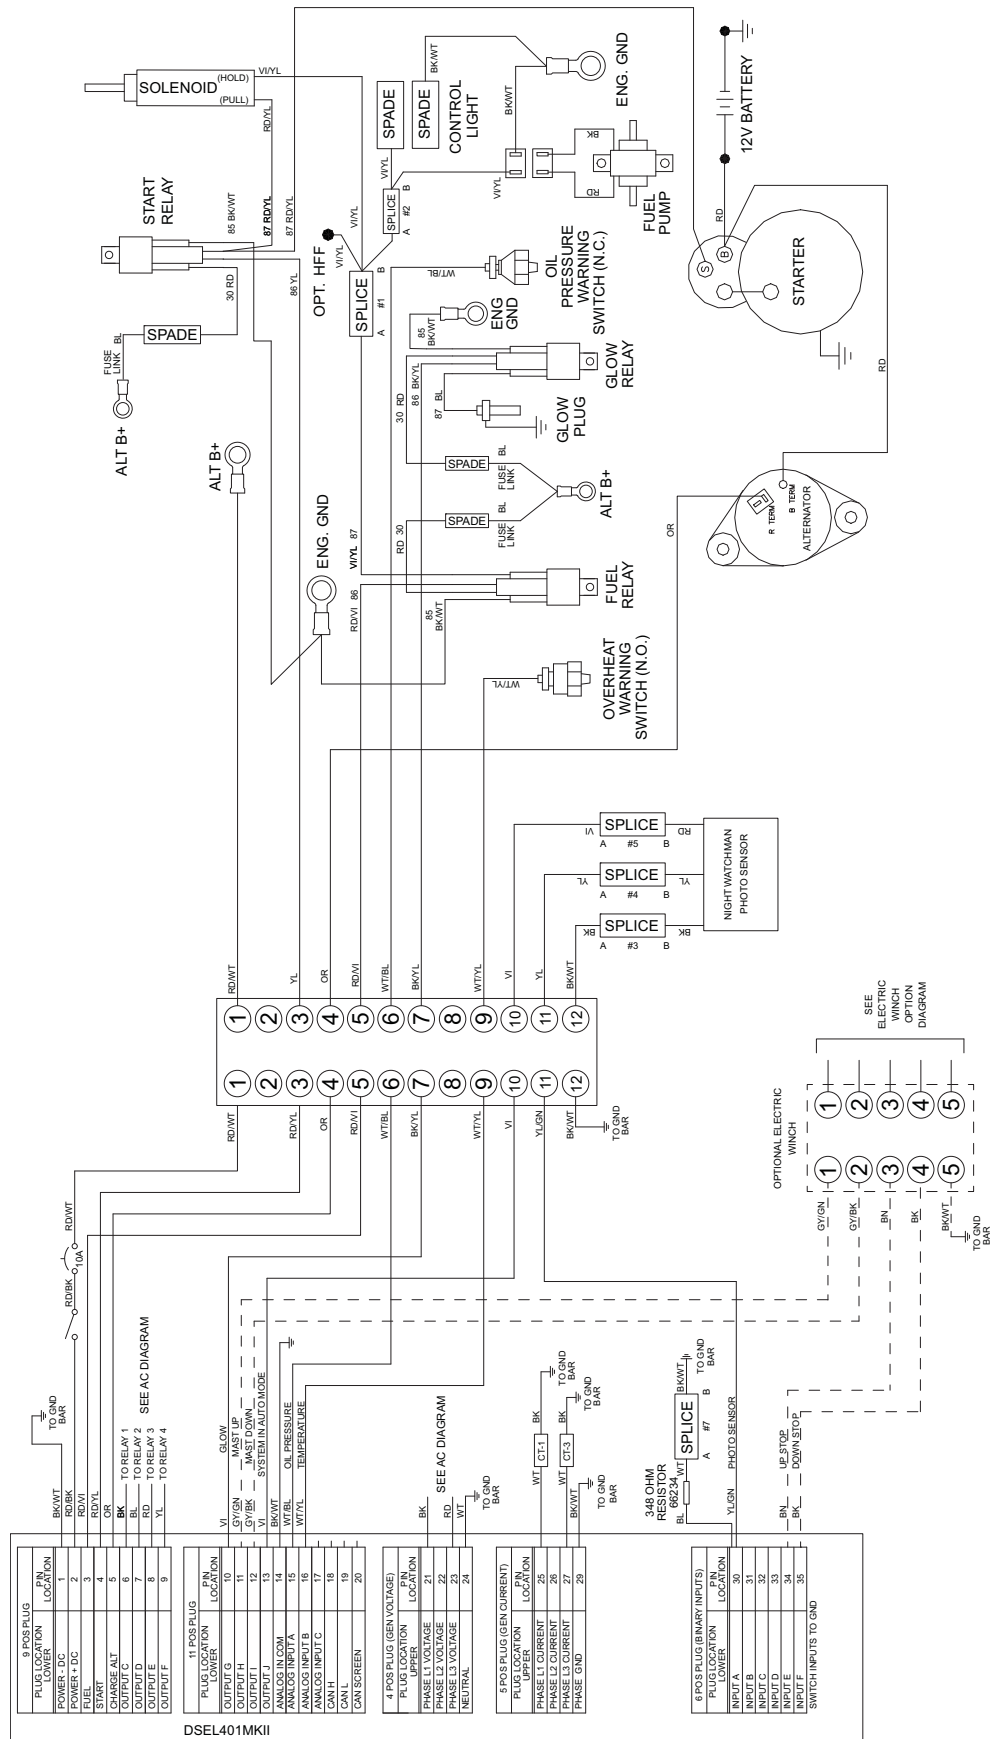 SOLENOID
(HOLD)
(PULL)
VI/YL
RD/YL
START
RELAY
85 BK/WT
87 RD/YL
87 RD/YL
30 RD
86 YL
SPADE
FUSE
LINK
BL
ALT B+
ALT B+
ENG. GND
OPT. HFF
VI/YL
VI/YL
SPLICE
A
#1
B
SPADE
VI/YL
SPLICE
A
#2
B
SPADE
BK/WT
CONTROL
LIGHT
BK/WT
ENG. GND
VI/YL
BK
RD
FUEL
PUMP
12V BATTERY
RD
S
B
STARTER
RD
WT/BL
OIL
PRESSURE
WARNING
SWITCH (N.C.)
85
BK/WT
ENG
GND
30 RD
86 BK/YL
87 BL
GLOW
RELAY
GLOW
PLUG
SPADE
BL
FUSE
LINK
SPADE
BL
FUSE
LINK
ALT B+
RD 30
VI/YL 87
RD/VI 86
85
BK/WT
FUEL
RELAY
WT/YL
OVERHEAT
WARNING
SWITCH (N.O.)
OR
R TERM
B TERM
ALTERNATOR
VI
SPLICE
RD
A
#5
B
YL
SPLICE
YL
A
#4
B
BK
SPLICE
BK
A
#3
B
NIGHT WATCHMAN
PHOTO SENSOR
RD/WT
YL
OR
RD/VI
WT/BL
BK/YL
WT/YL
VI
YL
BK/WT
1
2
3
4
5
6
7
8
9
10
11
12
1
2
3
4
5
6
7
8
9
10
11
12
RD/WT
RD/YL
OR
RD/VI
WT/BL
BK/YL
WT/YL
VI
YL/GN
BK/WT
TO GND
BAR
SEE
ELECTRIC
WINCH
OPTION
DIAGRAM
OPTIONAL ELECTRIC
WINCH
1
2
3
4
5
1
2
3
4
5
GY/GN
GY/BK
BN
BK
BK/WT
TO GND
BAR
RD/WT
10A
RD/BK
TO GND
BAR
BK/WT
RD/BK
RD/VI
RD/YL
OR
BK
TO RELAY 1
BL
TO RELAY 2
RD
TO RELAY 3
YL
TO RELAY 4
SEE AC DIAGRAM
VI
GLOW
GY/GN
MAST UP
GY/BK
MAST DOWN
VI
SYSTEM IN AUTO MODE
BK/WT
WT/BL
OIL PRESSURE
WT/YL
TEMPERATURE
BK
RD
WT
SEE AC DIAGRAM
TO GND
BAR
WT
CT-1
BK
TO GND
BAR
WT
CT-3
BK
TO GND
BAR
BK/WT
TO GND
BAR
348 OHM
RESISTOR
66234
BL
WT
SPLICE
A
#7
B
BK/WT
TO GND
BAR
YL/GN
PHOTO SENSOR
BN
UP STOP
BK
DOWN STOP
9 POS PLUG
PLUG LOCATION
LOWER
PIN
LOCATION
POWER - DC 1
POWER + DC 2
FUEL 3
START 4
CHARGE ALT 5
OUTPUT C 6
OUTPUT D 7
OUTPUT E 8
OUTPUT F 9
11 POS PLUG
PLUG LOCATION
LOWER
PIN
LOCATION
OUTPUT G 10
OUTPUT H 11
OUTPUT I 12
OUTPUT J 13
ANALOG IN COM 14
ANALOG INPUT A 15
ANALOG INPUT B 16
ANALOG INPUT C 17
CAN H 18
CAN L 19
CAN SCREEN 20
4 POS PLUG (GEN VOLTAGE)
PLUG LOCATION
UPPER
PIN
LOCATION
PHASE L1 VOLTAGE 21
PHASE L2 VOLTAGE 22
PHASE L3 VOLTAGE 23
NEUTRAL 24
5 POS PLUG (GEN CURRENT)
PLUG LOCATION
UPPER
PIN
LOCATION
PHASE L1 CURRENT 25
PHASE L2 CURRENT 26
PHASE L3 CURRENT 27
PHASE GND 29
6 POS PLUG (BINARY INPUTS)
PLUG LOCATION
LOWER
PIN
LOCATION
INPUT A 30
INPUT B 31
INPUT C 32
INPUT D 33
INPUT E 34
INPUT F 35
SWITCH INPUTS TO GND
DSEL401MKII